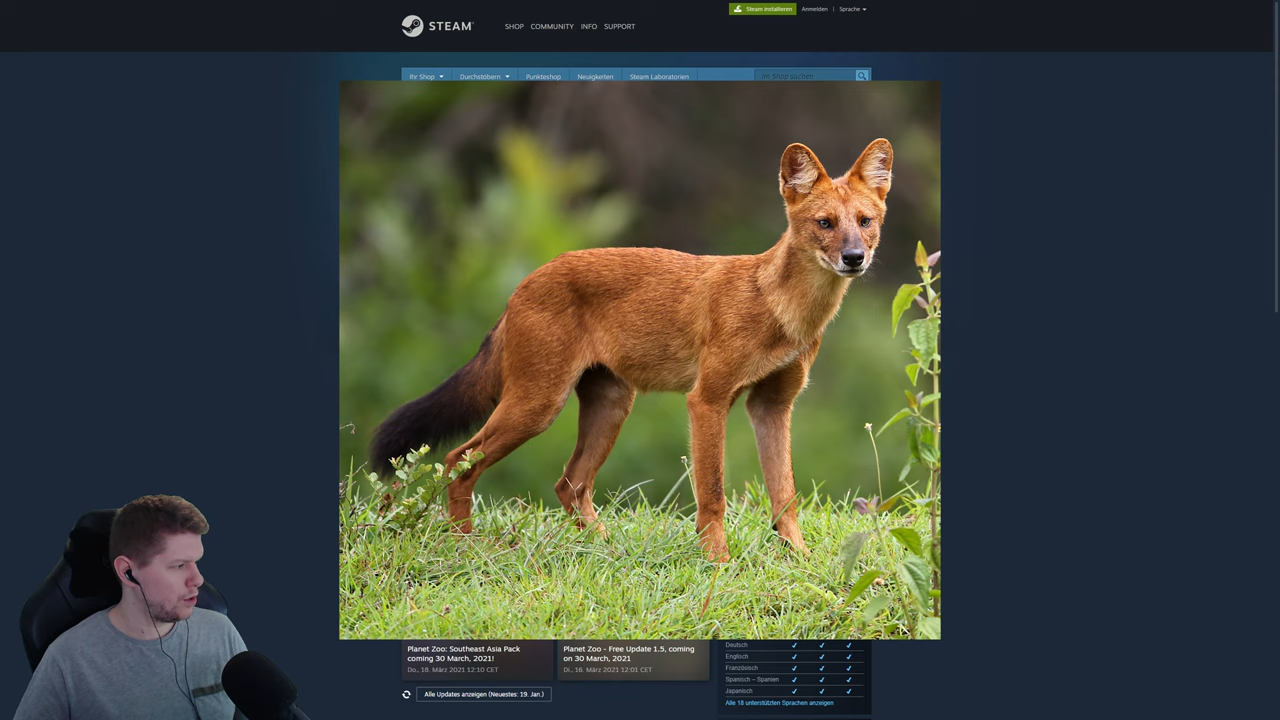 Steam installieren
Anmelden | Sprache
STEAM
SHOP COMMUNITY INFO SUPPORT
Ihr Shop Durchstöbern Punkteshop Neuigkeiten Steam Laboratorien
im Shop suchen
Planet Zoo: Southeast Asia Pack
coming 30 March, 2021!
Do., 18. März 2021 12:10 CET
Planet Zoo - Free Update 1.5, coming
on 30 March, 2021
Di., 16. März 2021 12:01 CET
Alle Updates anzeigen (Neuestes: 19. Jan.)
Deutsch ✔ ✔ ✔
Englisch ✔ ✔ ✔
Französisch ✔ ✔ ✔
Spanisch – Spanien ✔ ✔ ✔
Japanisch ✔ ✔ ✔
Alle 18 unterstützten Sprachen anzeigen